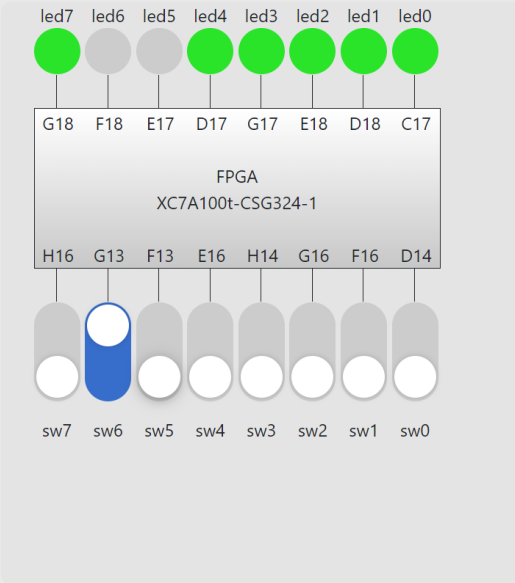 led7 led6 led5 led4 led3 led2 led1 led0
G18 F18 E17 D17 G17 E18 D18 C17
FPGA
XC7A100t-CSG324-1
H16 G13 F13 E16 H14 G16 F16 D14
sw7 sw6 sw5 sw4 sw3 sw2 sw1 sw0